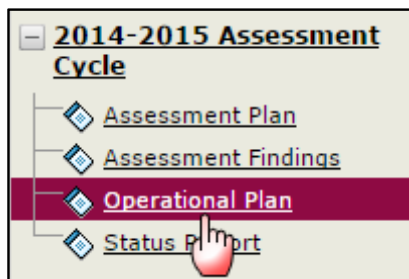 2014-2015 Assessment
Cycle
Assessment Plan
Assessment Findings
Operational Plan
Status